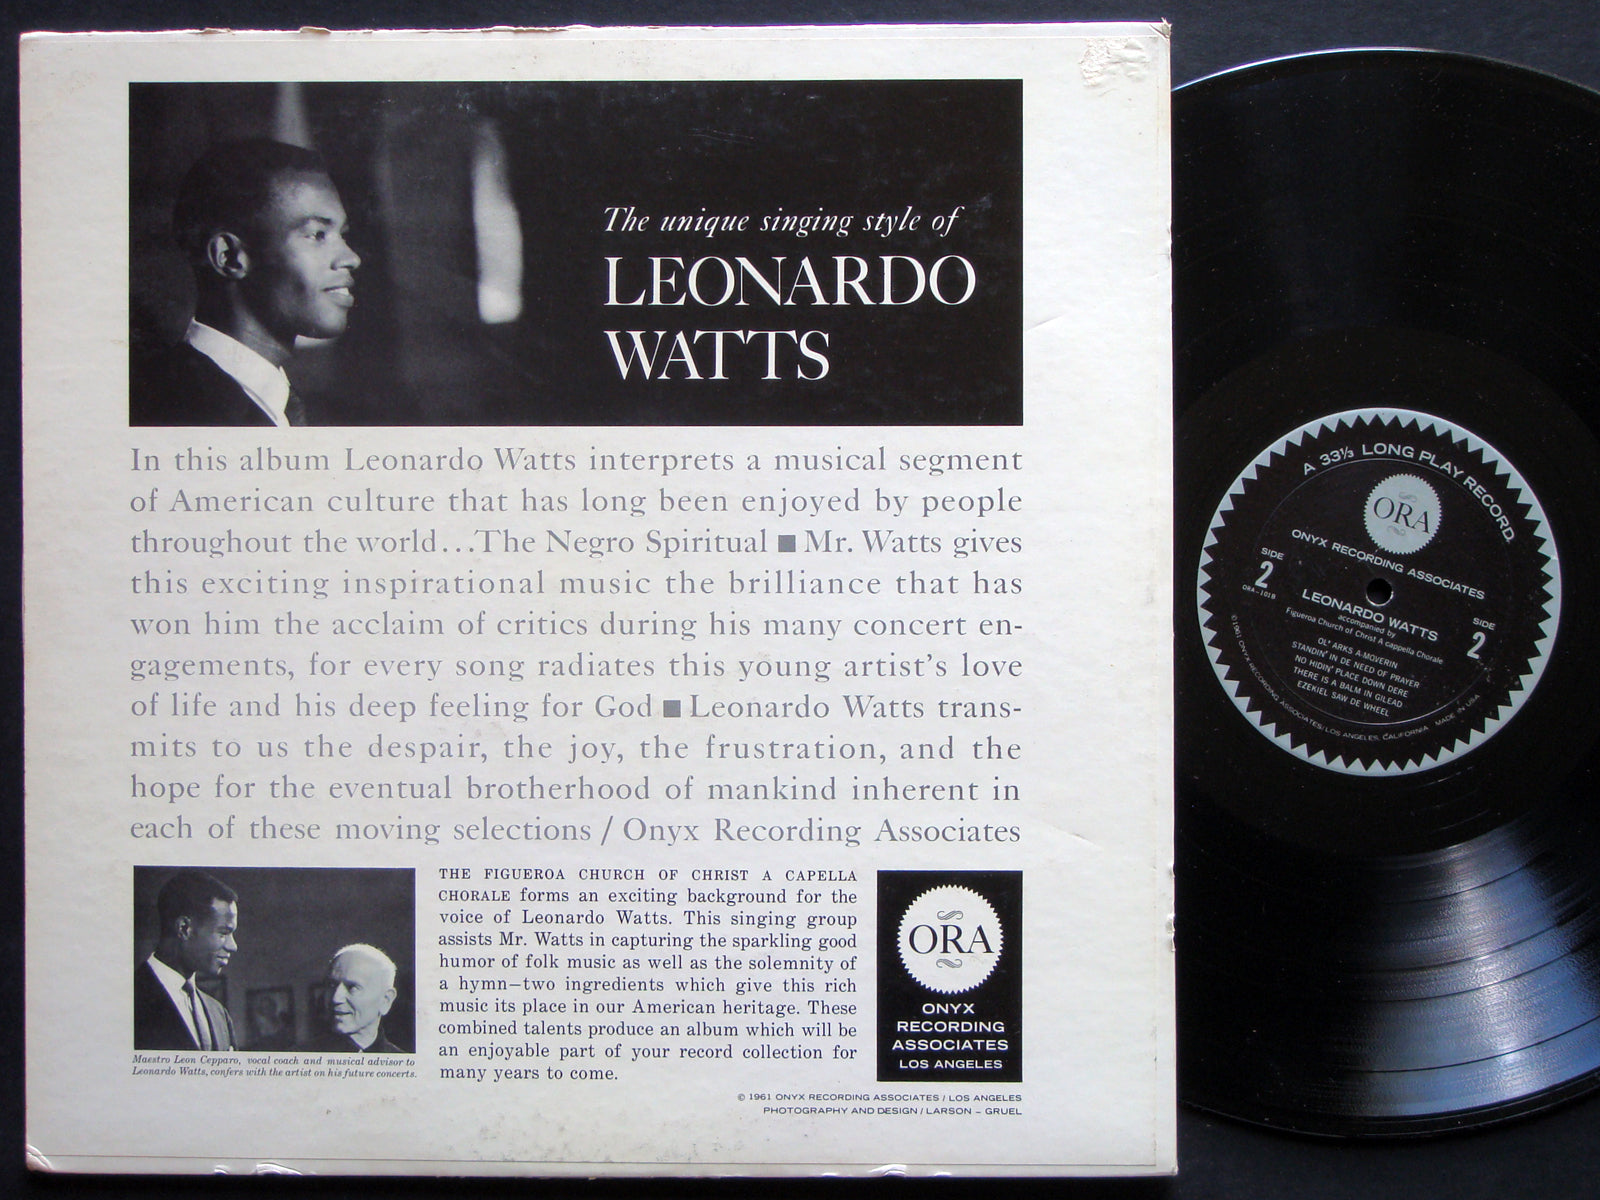 The unique singing style of
LEONARDO
WATTS
In this album Leonardo Watts interprets a musical segment
of American culture that has long been enjoyed by people
throughout the world...The Negro Spiritual ■ Mr. Watts gives
this exciting inspirational music the brilliance that has
won him the acclaim of critics during his many concert en-
gagements, for every song radiates this young artist's love
of life and his deep feeling for God ■ Leonardo Watts trans-
mits to us the despair, the joy, the frustration, and the
hope for the eventual brotherhood of mankind inherent in
each of these moving selections / Onyx Recording Associates
Maestro Leon Cepparo, vocal coach and musical advisor to
Leonardo Watts, confers with the artist on his future concerts.
THE FIGUEROA CHURCH OF CHRIST A CAPELLA
CHORALE forms an exciting background for the
voice of Leonardo Watts. This singing group
assists Mr. Watts in capturing the sparkling good
humor of folk music as well as the solemnity of
a hymn—two ingredients which give this rich
music its place in our American heritage. These
combined talents produce an album which will be
an enjoyable part of your record collection for
many years to come.
ORA
ONYX
RECORDING
ASSOCIATES
LOS ANGELES
© 1961 ONYX RECORDING ASSOCIATES / LOS ANGELES
PHOTOGRAPHY AND DESIGN / LARSON – GRUEL
A 33⅓ LONG PLAY RECORD.
ORA
ONYX RECORDING ASSOCIATES
SIDE
2
ORA-101B
SIDE
2
LEONARDO WATTS
accompanied by
Figueroa Church of Christ A cappella Chorale
OL' ARKS A-MOVERIN
STANDIN' IN DE NEED OF PRAYER
NO HIDIN' PLACE DOWN DERE
THERE IS A BALM IN GILEAD
EZEKIEL SAW DE WHEEL
©1961 ONYX RECORDING ASSOCIATES/LOS ANGELES, CALIFORNIA MADE IN USA